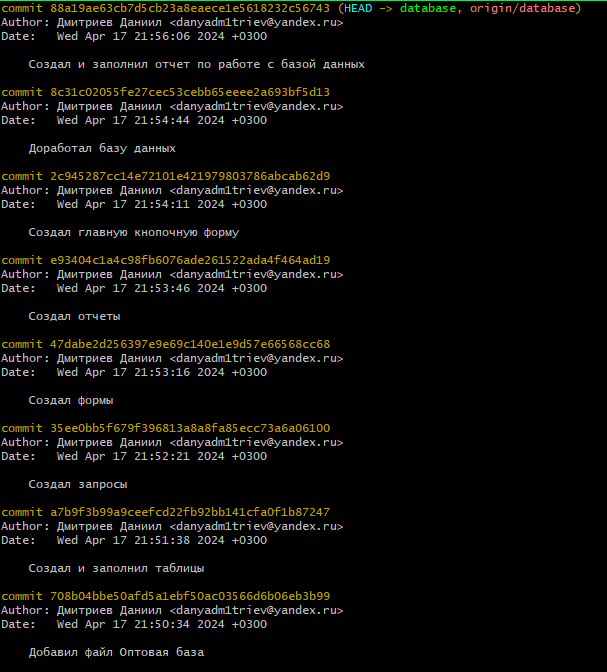 commit 88a19ae63cb7d5cb23a8eaece1e5618232c56743 (HEAD -> database, origin/database)
Author: Дмитриев Даниил <danyadm1triev@yandex.ru>
Date:   Wed Apr 17 21:56:06 2024 +0300
Создал и заполнил отчет по работе с базой данных
commit 8c31c02055fe27cec53cebb65eeee2a693bf5d13
Author: Дмитриев Даниил <danyadm1triev@yandex.ru>
Date:   Wed Apr 17 21:54:44 2024 +0300
Доработал базу данных
commit 2c945287cc14e72101e421979803786abcab62d9
Author: Дмитриев Даниил <danyadm1triev@yandex.ru>
Date:   Wed Apr 17 21:54:11 2024 +0300
Создал главную кнопочную форму
commit e93404c1a4c98fb6076ade261522ada4f464ad19
Author: Дмитриев Даниил <danyadm1triev@yandex.ru>
Date:   Wed Apr 17 21:53:46 2024 +0300
Создал отчеты
commit 47dabe2d256397e9e69c140e1e9d57e66568cc68
Author: Дмитриев Даниил <danyadm1triev@yandex.ru>
Date:   Wed Apr 17 21:53:16 2024 +0300
Создал формы
commit 35ee0bb5f679f396813a8a8fa85ecc73a6a06100
Author: Дмитриев Даниил <danyadm1triev@yandex.ru>
Date:   Wed Apr 17 21:52:21 2024 +0300
Создал запросы
commit a7b9f3b99a9ceefcd22fb92bb141cfa0f1b87247
Author: Дмитриев Даниил <danyadm1triev@yandex.ru>
Date:   Wed Apr 17 21:51:38 2024 +0300
Создал и заполнил таблицы
commit 708b04bbe50afd5a1ebf50ac03566d6b06eb3b99
Author: Дмитриев Даниил <danyadm1triev@yandex.ru>
Date:   Wed Apr 17 21:50:34 2024 +0300
Добавил файл Оптовая база